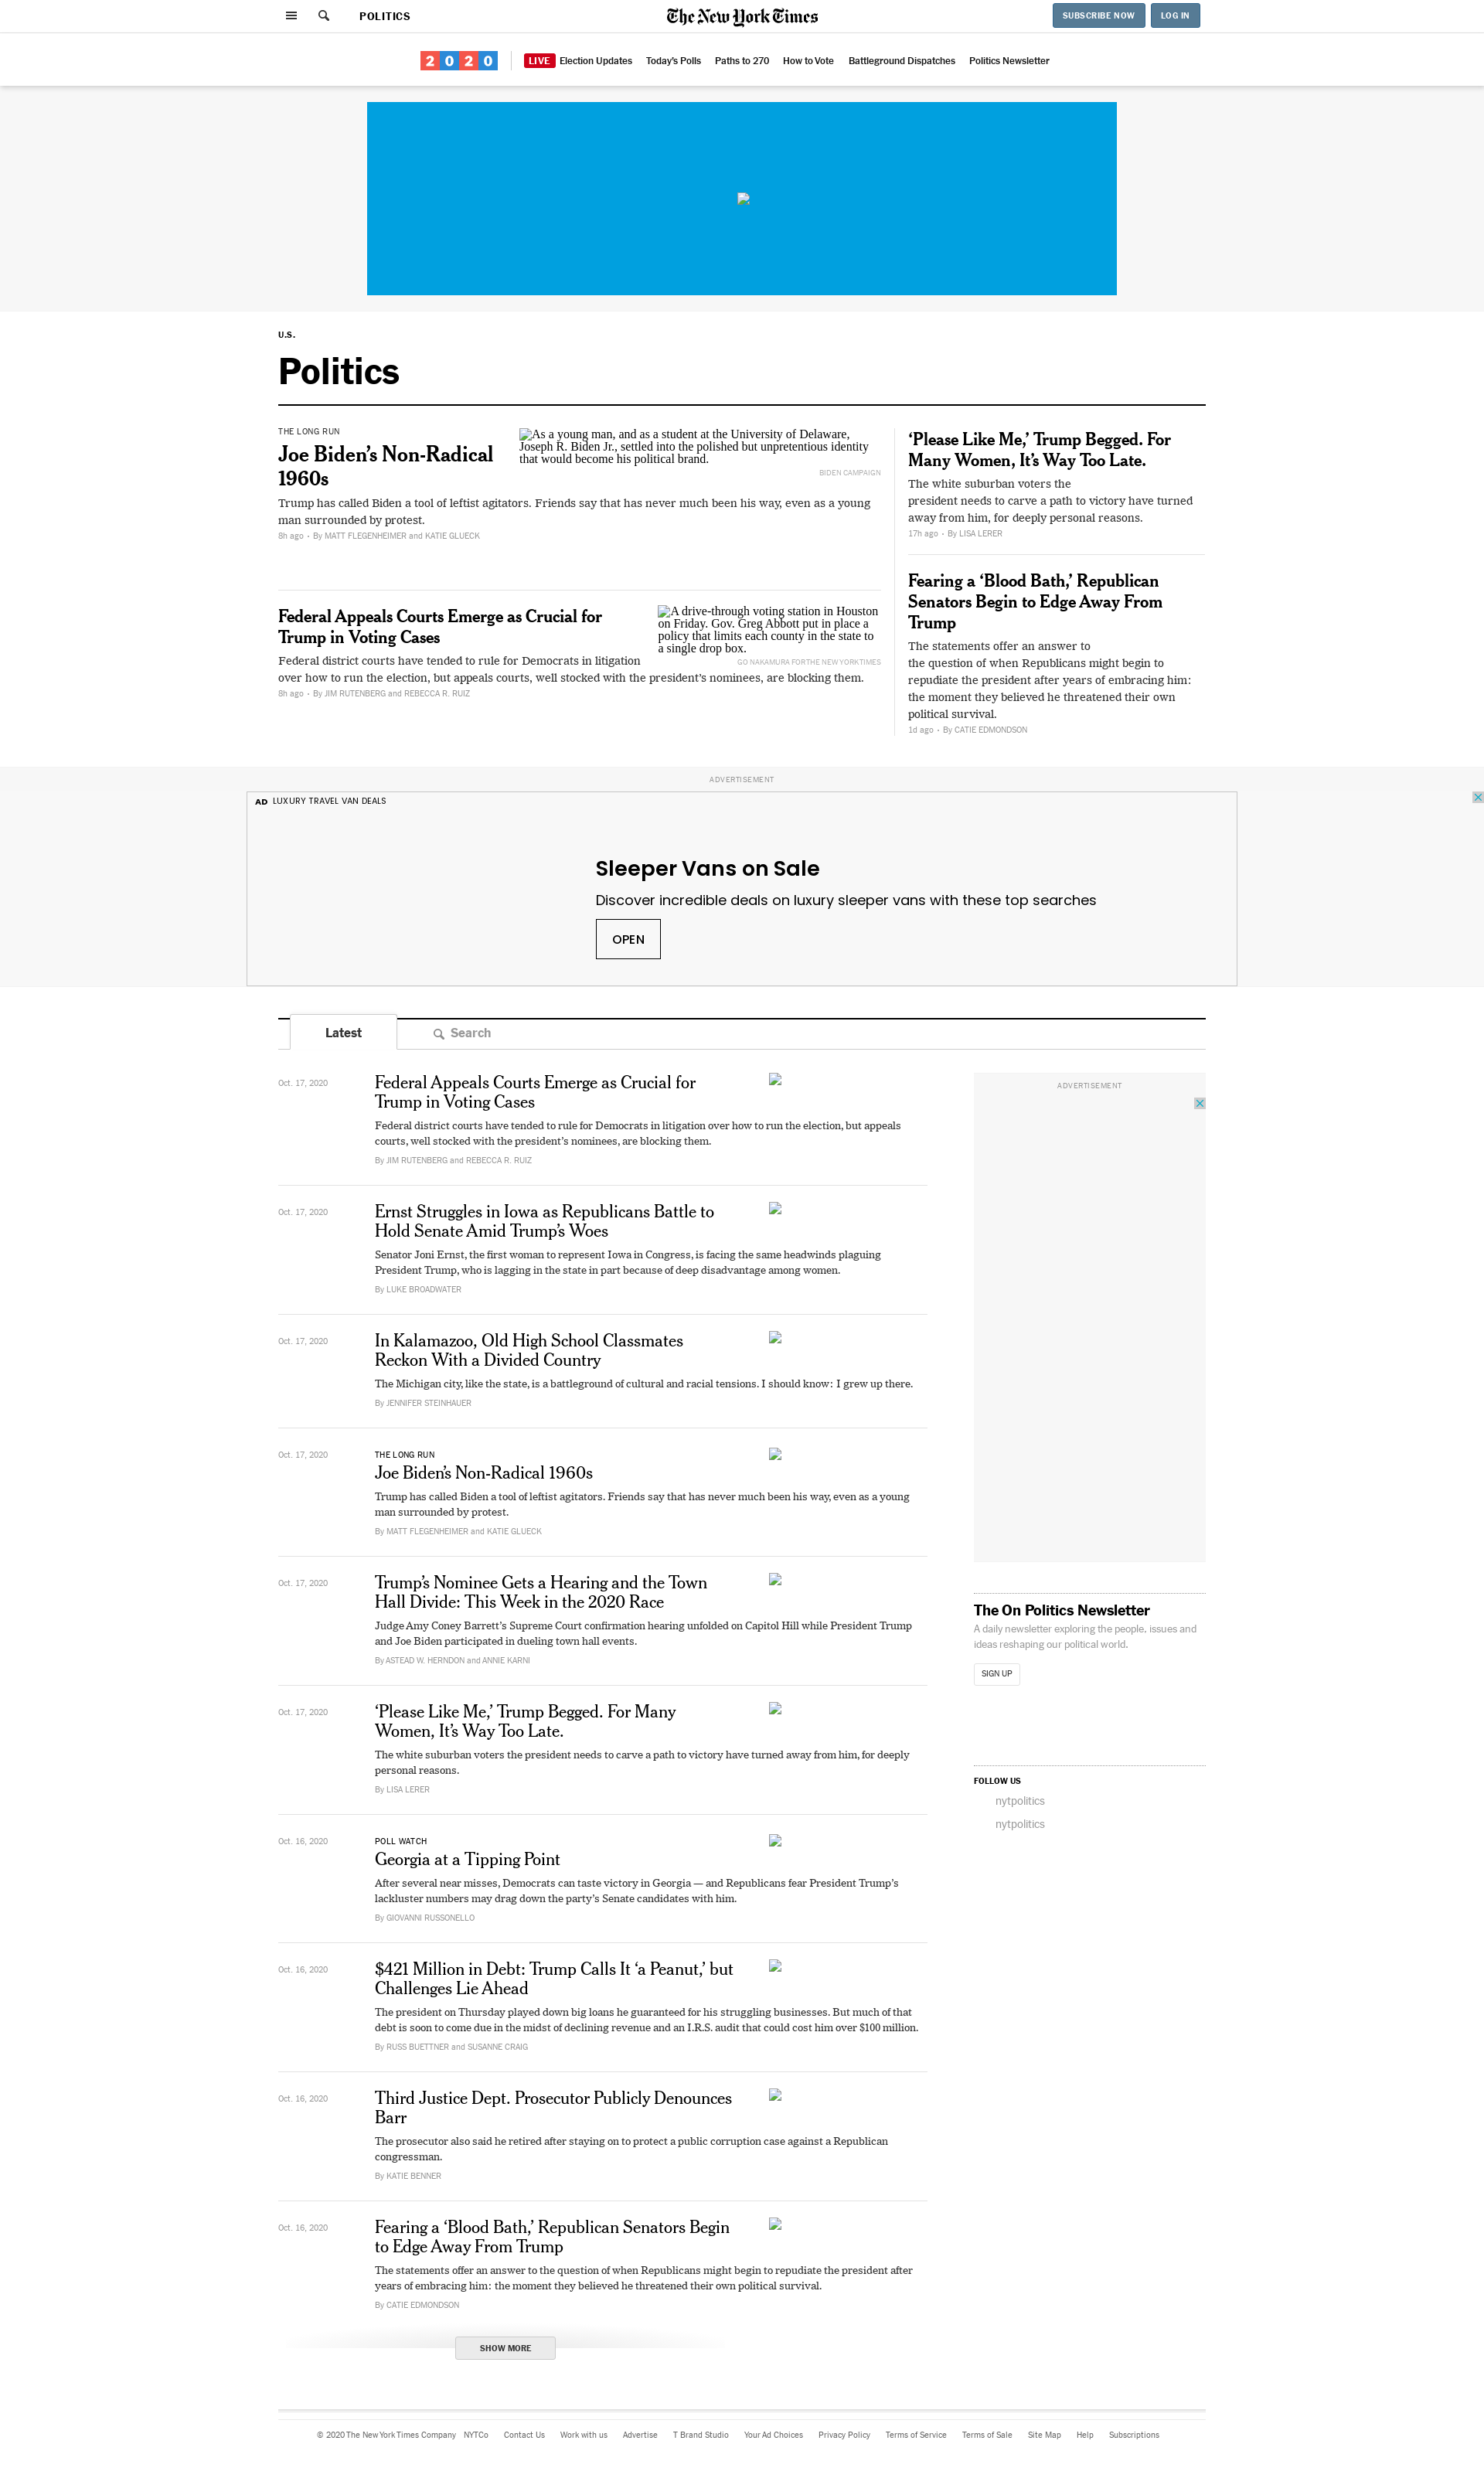 POLITICS
The New York Times
SUBSCRIBE NOW
LOG IN
2020
LIVE Election Updates
Today's Polls
Paths to 270
How to Vote
Battleground Dispatches
Politics Newsletter
U.S.
Politics
THE LONG RUN
Joe Biden’s Non-Radical
1960s
As a young man, and as a student at the University of Delaware,
Joseph R. Biden Jr., settled into the polished but unpretentious identity
that would become his political brand.
BIDEN CAMPAIGN
Trump has called Biden a tool of leftist agitators. Friends say that has never much been his way, even as a young
man surrounded by protest.
8h ago • By MATT FLEGENHEIMER and KATIE GLUECK
Federal Appeals Courts Emerge as Crucial for
Trump in Voting Cases
A drive-through voting station in Houston
on Friday. Gov. Greg Abbott put in place a
policy that limits each county in the state to
a single drop box.
GO NAKAMURA FOR THE NEW YORK TIMES
Federal district courts have tended to rule for Democrats in litigation
over how to run the election, but appeals courts, well stocked with the president’s nominees, are blocking them.
8h ago • By JIM RUTENBERG and REBECCA R. RUIZ
‘Please Like Me,’ Trump Begged. For
Many Women, It’s Way Too Late.
The white suburban voters the
president needs to carve a path to victory have turned
away from him, for deeply personal reasons.
17h ago • By LISA LERER
Fearing a ‘Blood Bath,’ Republican
Senators Begin to Edge Away From
Trump
The statements offer an answer to
the question of when Republicans might begin to
repudiate the president after years of embracing him:
the moment they believed he threatened their own
political survival.
1d ago • By CATIE EDMONDSON
ADVERTISEMENT
AD LUXURY TRAVEL VAN DEALS
Sleeper Vans on Sale
Discover incredible deals on luxury sleeper vans with these top searches
OPEN
Latest
Search
Oct. 17, 2020
Federal Appeals Courts Emerge as Crucial for
Trump in Voting Cases
Federal district courts have tended to rule for Democrats in litigation over how to run the election, but appeals
courts, well stocked with the president’s nominees, are blocking them.
By JIM RUTENBERG and REBECCA R. RUIZ
Oct. 17, 2020
Ernst Struggles in Iowa as Republicans Battle to
Hold Senate Amid Trump’s Woes
Senator Joni Ernst, the first woman to represent Iowa in Congress, is facing the same headwinds plaguing
President Trump, who is lagging in the state in part because of deep disadvantage among women.
By LUKE BROADWATER
Oct. 17, 2020
In Kalamazoo, Old High School Classmates
Reckon With a Divided Country
The Michigan city, like the state, is a battleground of cultural and racial tensions. I should know: I grew up there.
By JENNIFER STEINHAUER
Oct. 17, 2020
THE LONG RUN
Joe Biden’s Non-Radical 1960s
Trump has called Biden a tool of leftist agitators. Friends say that has never much been his way, even as a young
man surrounded by protest.
By MATT FLEGENHEIMER and KATIE GLUECK
Oct. 17, 2020
Trump’s Nominee Gets a Hearing and the Town
Hall Divide: This Week in the 2020 Race
Judge Amy Coney Barrett’s Supreme Court confirmation hearing unfolded on Capitol Hill while President Trump
and Joe Biden participated in dueling town hall events.
By ASTEAD W. HERNDON and ANNIE KARNI
Oct. 17, 2020
‘Please Like Me,’ Trump Begged. For Many
Women, It’s Way Too Late.
The white suburban voters the president needs to carve a path to victory have turned away from him, for deeply
personal reasons.
By LISA LERER
Oct. 16, 2020
POLL WATCH
Georgia at a Tipping Point
After several near misses, Democrats can taste victory in Georgia — and Republicans fear President Trump’s
lackluster numbers may drag down the party’s Senate candidates with him.
By GIOVANNI RUSSONELLO
Oct. 16, 2020
$421 Million in Debt: Trump Calls It ‘a Peanut,’ but
Challenges Lie Ahead
The president on Thursday played down big loans he guaranteed for his struggling businesses. But much of that
debt is soon to come due in the midst of declining revenue and an I.R.S. audit that could cost him over $100 million.
By RUSS BUETTNER and SUSANNE CRAIG
Oct. 16, 2020
Third Justice Dept. Prosecutor Publicly Denounces
Barr
The prosecutor also said he retired after staying on to protect a public corruption case against a Republican
congressman.
By KATIE BENNER
Oct. 16, 2020
Fearing a ‘Blood Bath,’ Republican Senators Begin
to Edge Away From Trump
The statements offer an answer to the question of when Republicans might begin to repudiate the president after
years of embracing him: the moment they believed he threatened their own political survival.
By CATIE EDMONDSON
SHOW MORE
ADVERTISEMENT
The On Politics Newsletter
A daily newsletter exploring the people, issues and
ideas reshaping our political world.
SIGN UP
FOLLOW US
nytpolitics
nytpolitics
© 2020 The New York Times Company
NYTCo
Contact Us
Work with us
Advertise
T Brand Studio
Your Ad Choices
Privacy Policy
Terms of Service
Terms of Sale
Site Map
Help
Subscriptions